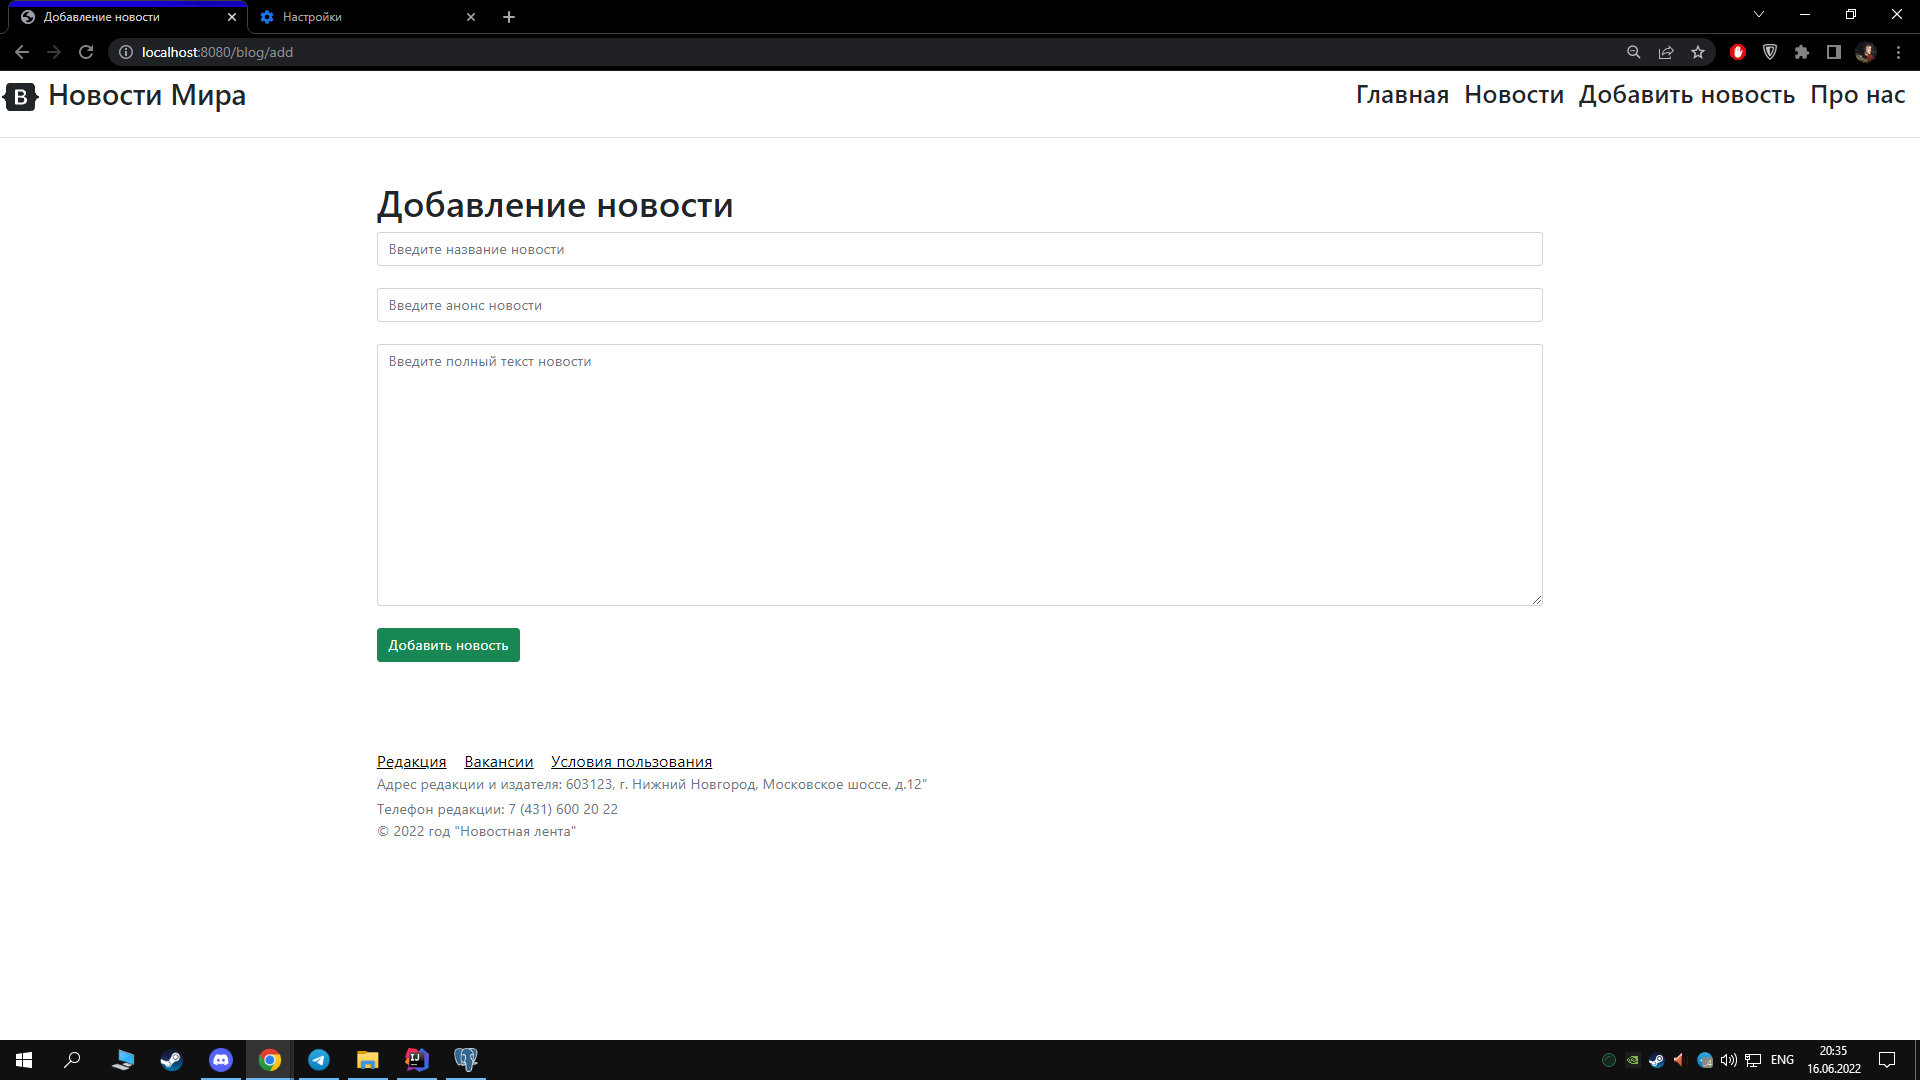 Добавление новости
Настройки
localhost:8080/blog/add
B Новости Мира
Главная Новости Добавить новость Про нас
Добавление новости
Введите название новости
Введите анонс новости
Введите полный текст новости
Добавить новость
Редакция Вакансии Условия пользования
Адрес редакции и издателя: 603123, г. Нижний Новгород, Московское шоссе, д.12"
Телефон редакции: 7 (431) 600 20 22
© 2022 год "Новостная лента"
ENG
20:35
16.06.2022